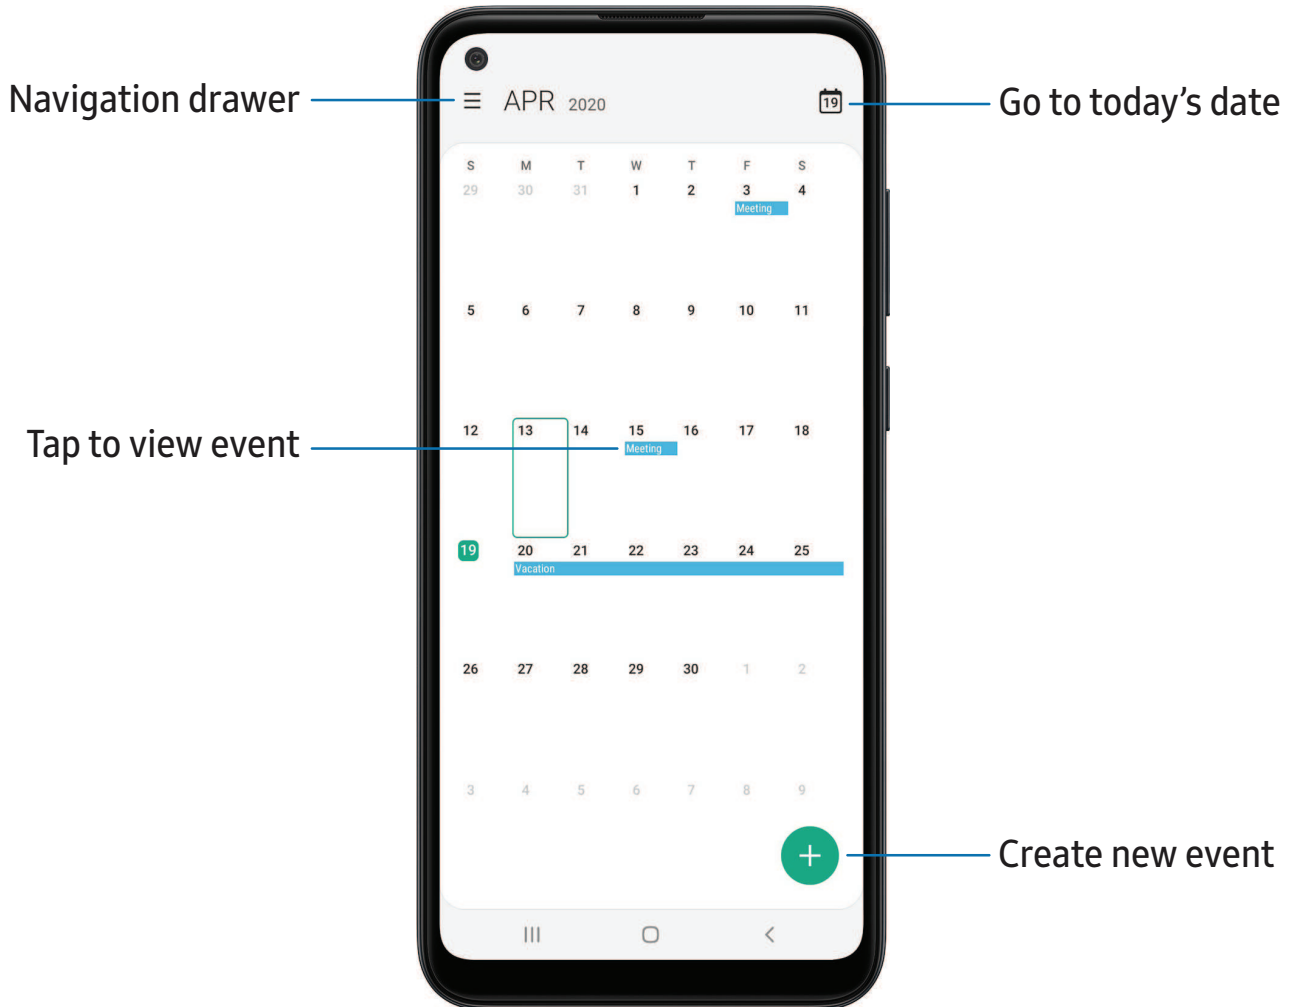 Navigation drawer
APR 2020
19
Go to today's date
S M T W T F S
29 30 31 1 2 3 4
Meeting
5 6 7 8 9 10 11
12 13 14 15 16 17 18
Tap to view event
Meeting
19 20 21 22 23 24 25
Vacation
26 27 28 29 30 1 2
3 4 5 6 7 8 9
Create new event